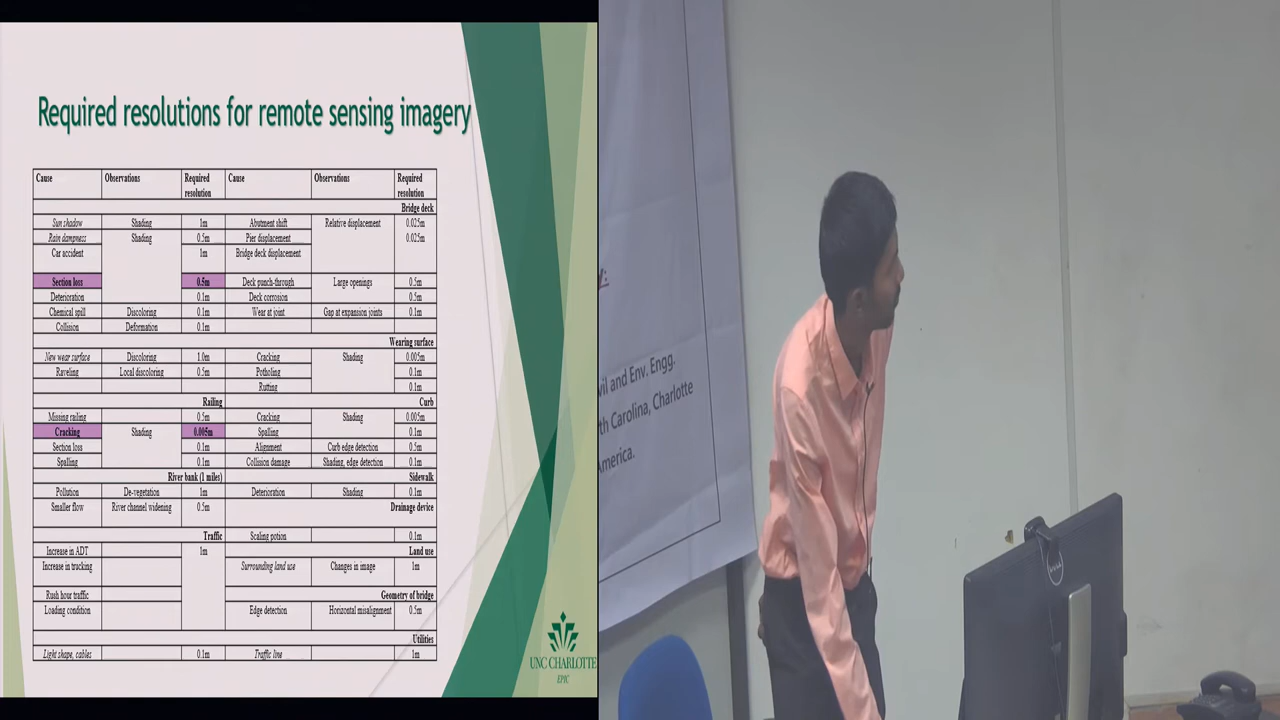 Required resolutions for remote sensing imagery
Cause Observations Required resolution Cause Observations Required resolution
Bridge deck
Sun shadow Shading 1m Abutment shift Relative displacement 0.025m
Rain dampness Shading 0.5m Pier displacement 0.025m
Car accident 1m Bridge deck displacement
Section loss 0.5m Deck punch-through Large openings 0.5m
Deterioration 0.1m Deck corrosion 0.5m
Chemical spill Discoloring 0.1m Wear at joint Gap at expansion joints 0.1m
Collision Deformation 0.1m
Wearing surface
New wear surface Discoloring 1.0m Cracking Shading 0.005m
Raveling Local discoloring 0.5m Potholing 0.1m
Rutting 0.1m
Railing Curb
Missing railing 0.5m Cracking Shading 0.005m
Cracking Shading 0.005m Spalling 0.1m
Section loss 0.1m Alignment Curb edge detection 0.5m
Spalling 0.1m Collision damage Shading, edge detection 0.1m
River bank (1 miles) Sidewalk
Pollution De-vegetation 1m Deterioration Shading 0.1m
Smaller flow River channel widening 0.5m Drainage device
Traffic Scaling potion 0.1m
Increase in ADT 1m Land use
Increase in trucking Surrounding land use Changes in image 1m
Rush hour traffic Geometry of bridge
Loading condition Edge detection Horizontal misalignment 0.5m
Utilities
Light shape, cables 0.1m Traffic line 1m
UNC CHARLOTTE
EPIC
y:
vil and Env. Engg.
th Carolina, Charlotte
America.
DELL